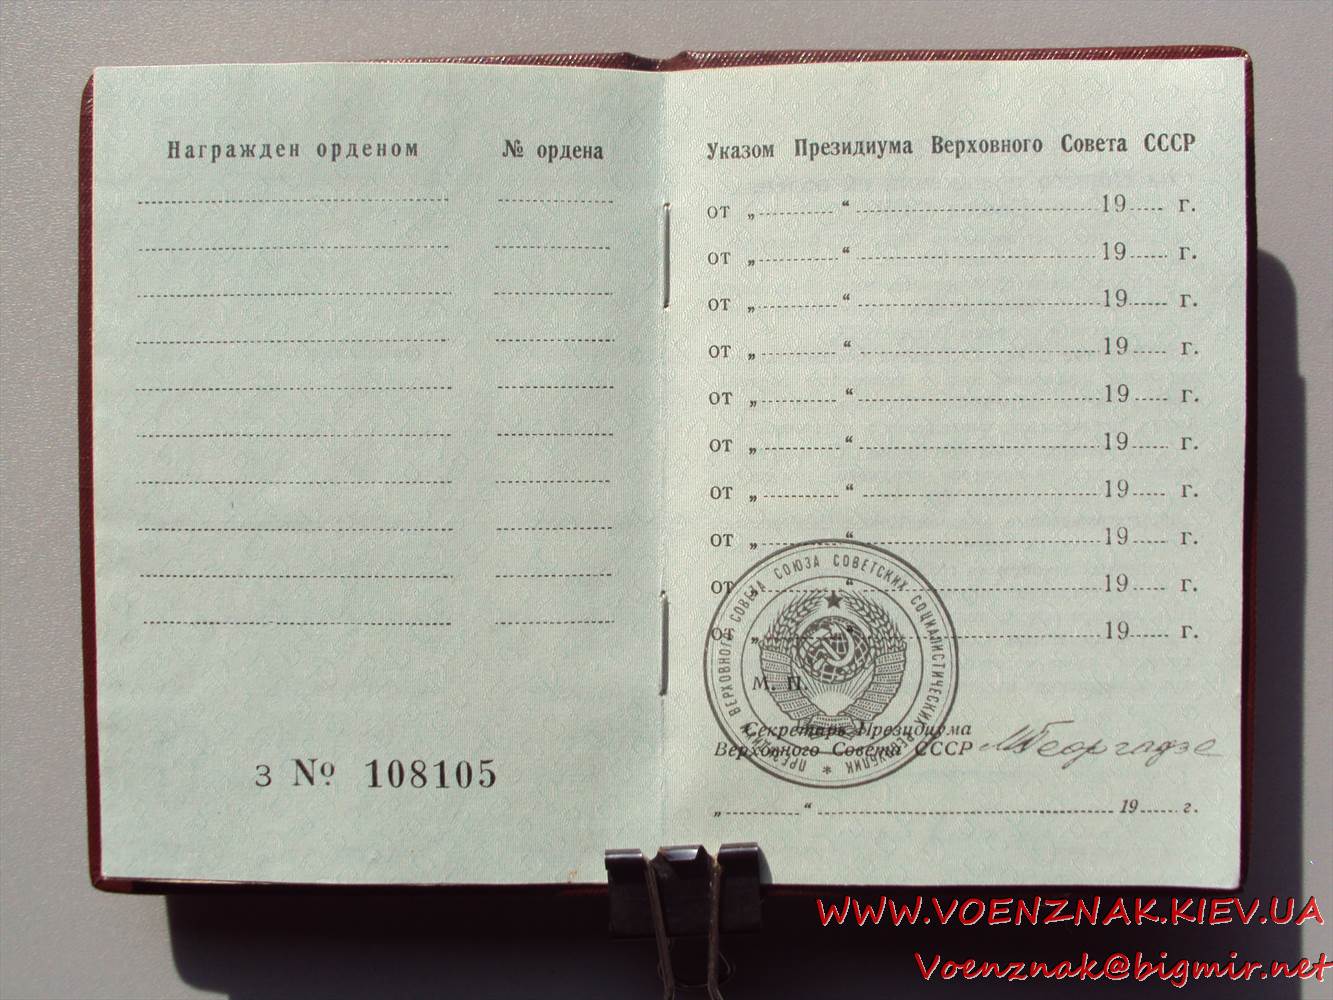 Награжден орденом
№ ордена
Указом Президиума Верховного Совета СССР
от „ “ 19 г.
от „ “ 19 г.
от „ “ 19 г.
от „ “ 19 г.
от „ “ 19 г.
от „ “ 19 г.
от „ “ 19 г.
от „ “ 19 г.
от „ “ 19 г.
от „ “ 19 г.
М. П.
ПРЕЗИДИУМ ВЕРХОВНОГО СОВЕТА СОЮЗА СОВЕТСКИХ СОЦИАЛИСТИЧЕСКИХ РЕСПУБЛИК *
Секретарь Президиума
Верховного Совета СССР МГеоргадзе
„ “ 19 г.
З № 108105
WWW.VOENZNAK.KIEV.UA
Voenznak@bigmir.net